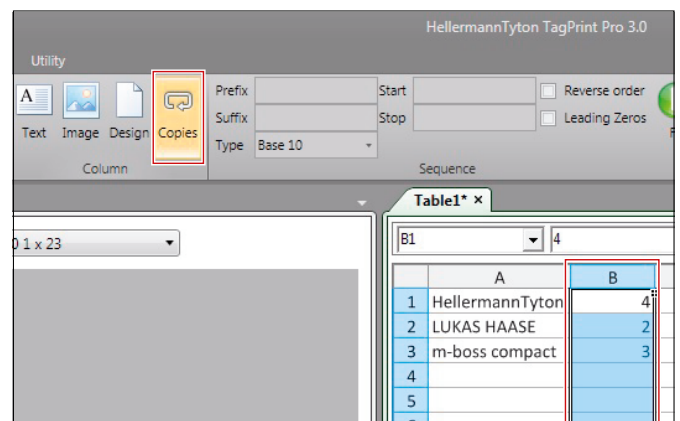 HellermannTyton TagPrint Pro 3.0
Utility
A
Text Image Design Copies
Column
Prefix
Suffix
Type Base 10
Start
Stop
Reverse order
Leading Zeros
Sequence
Table1* ×
0 1 x 23
B1 4
A B
1 HellermannTyton 4
2 LUKAS HAASE 2
3 m-boss compact 3
4
5